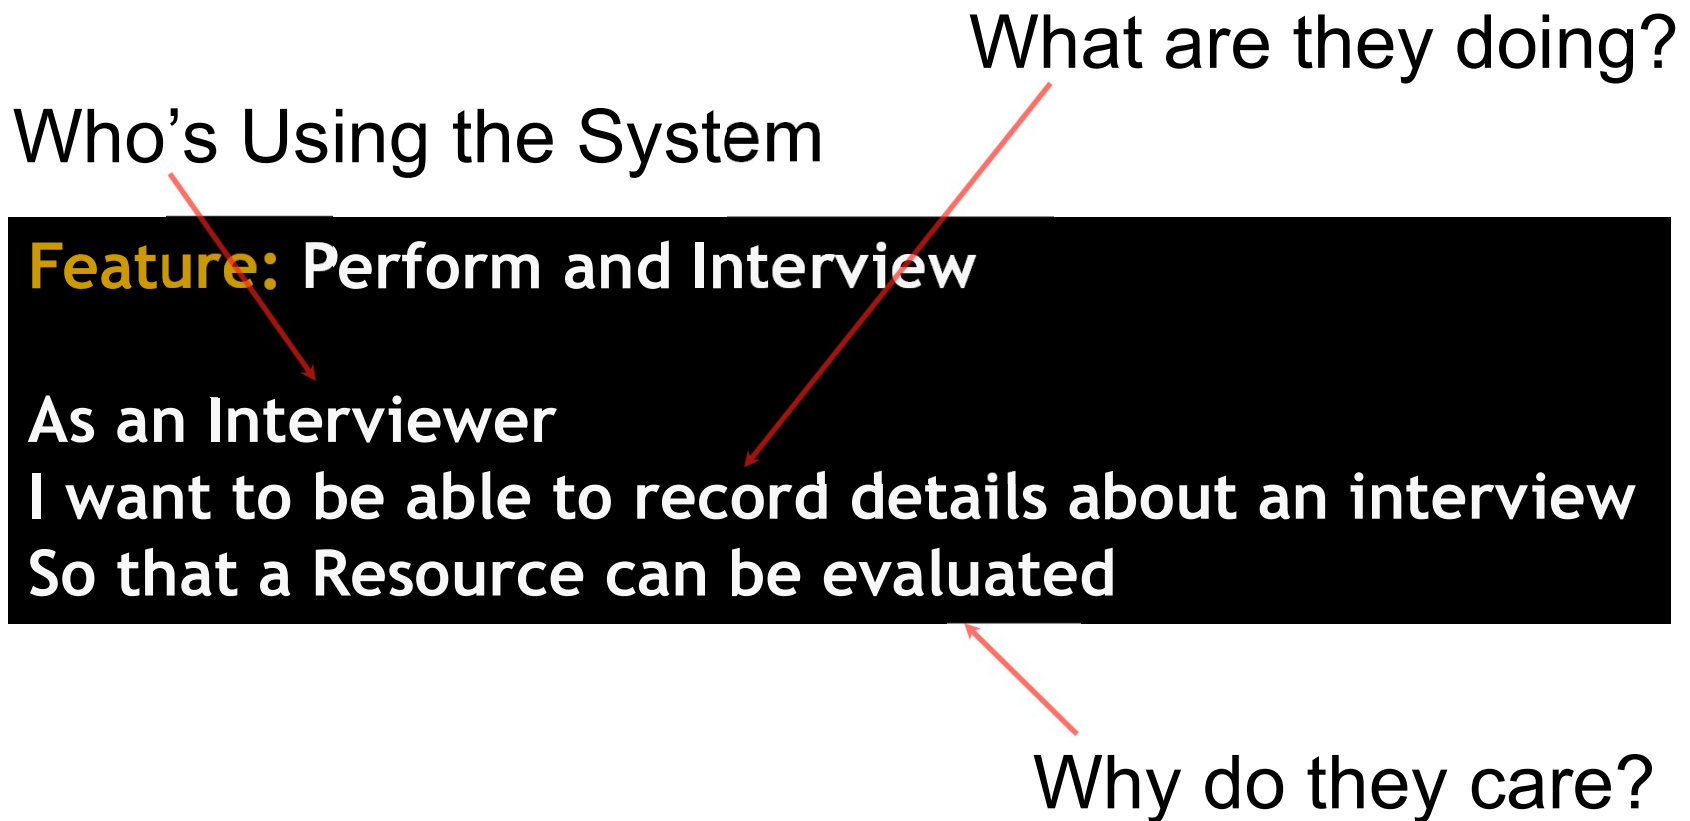 What are they doing?
Who’s Using the System
Feature: Perform and Interview
As an Interviewer
I want to be able to record details about an interview
So that a Resource can be evaluated
Why do they care?